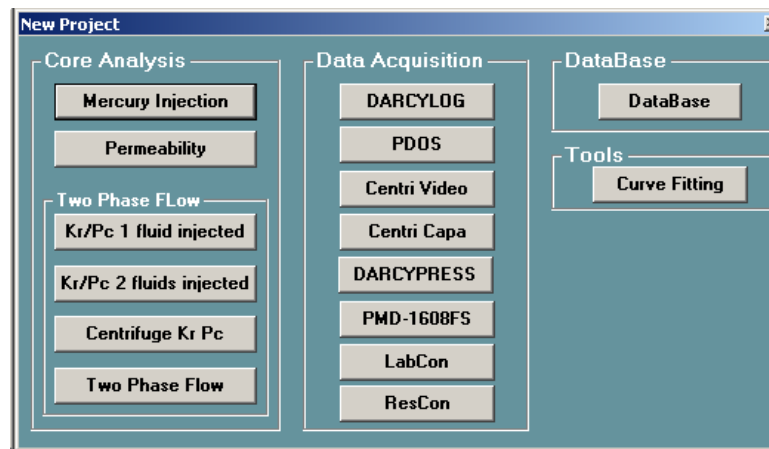 New Project
Core Analysis
Mercury Injection
Permeability
Two Phase FLow
Kr/Pc 1 fluid injected
Kr/Pc 2 fluids injected
Centrifuge Kr Pc
Two Phase Flow
Data Acquisition
DARCYLOG
PDOS
Centri Video
Centri Capa
DARCYPRESS
PMD-1608FS
LabCon
ResCon
DataBase
DataBase
Tools
Curve Fitting